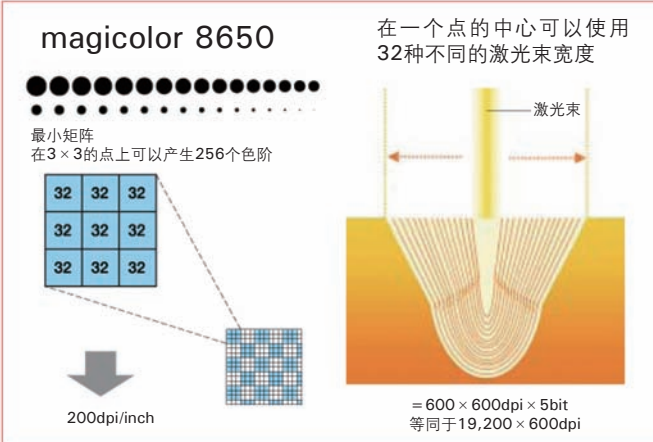 magicolor 8650
最小矩阵
在3×3的点上可以产生256个色阶
32 32 32
32 32 32
32 32 32
200dpi/inch
在一个点的中心可以使用
32种不同的激光束宽度
激光束
=600×600dpi×5bit
等同于19,200×600dpi